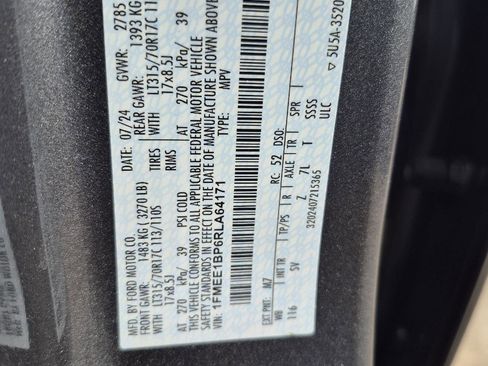 MFD. BY FORD MOTOR CO.
DATE: 07/24 GVWR: 2785
FRONT GAWR: REAR GAWR: 1393 KG
1483 KG ( 3270 LB) WITH LT315/70R17C 11
LT315/70R17C 113/110S TIRES 17x8.5J
17x8.5J RIMS
AT 270 kPa/ 39 PSI COLD AT 270 kPa/ 39
THIS VEHICLE CONFORMS TO ALL APPLICABLE FEDERAL MOTOR VEHICLE
SAFETY STANDARDS IN EFFECT ON THE DATE OF MANUFACTURE SHOWN ABOVE
VIN: 1FMEE1BP6RLA64171
TYPE: MPV
EXT PNT: MZ RC: 52 DSO:
WB INT TR TP/PS R AXLE TR SPR
116 SV Z 7L T SSSS
3202407215365 ULC
▽ 5U5A-3520